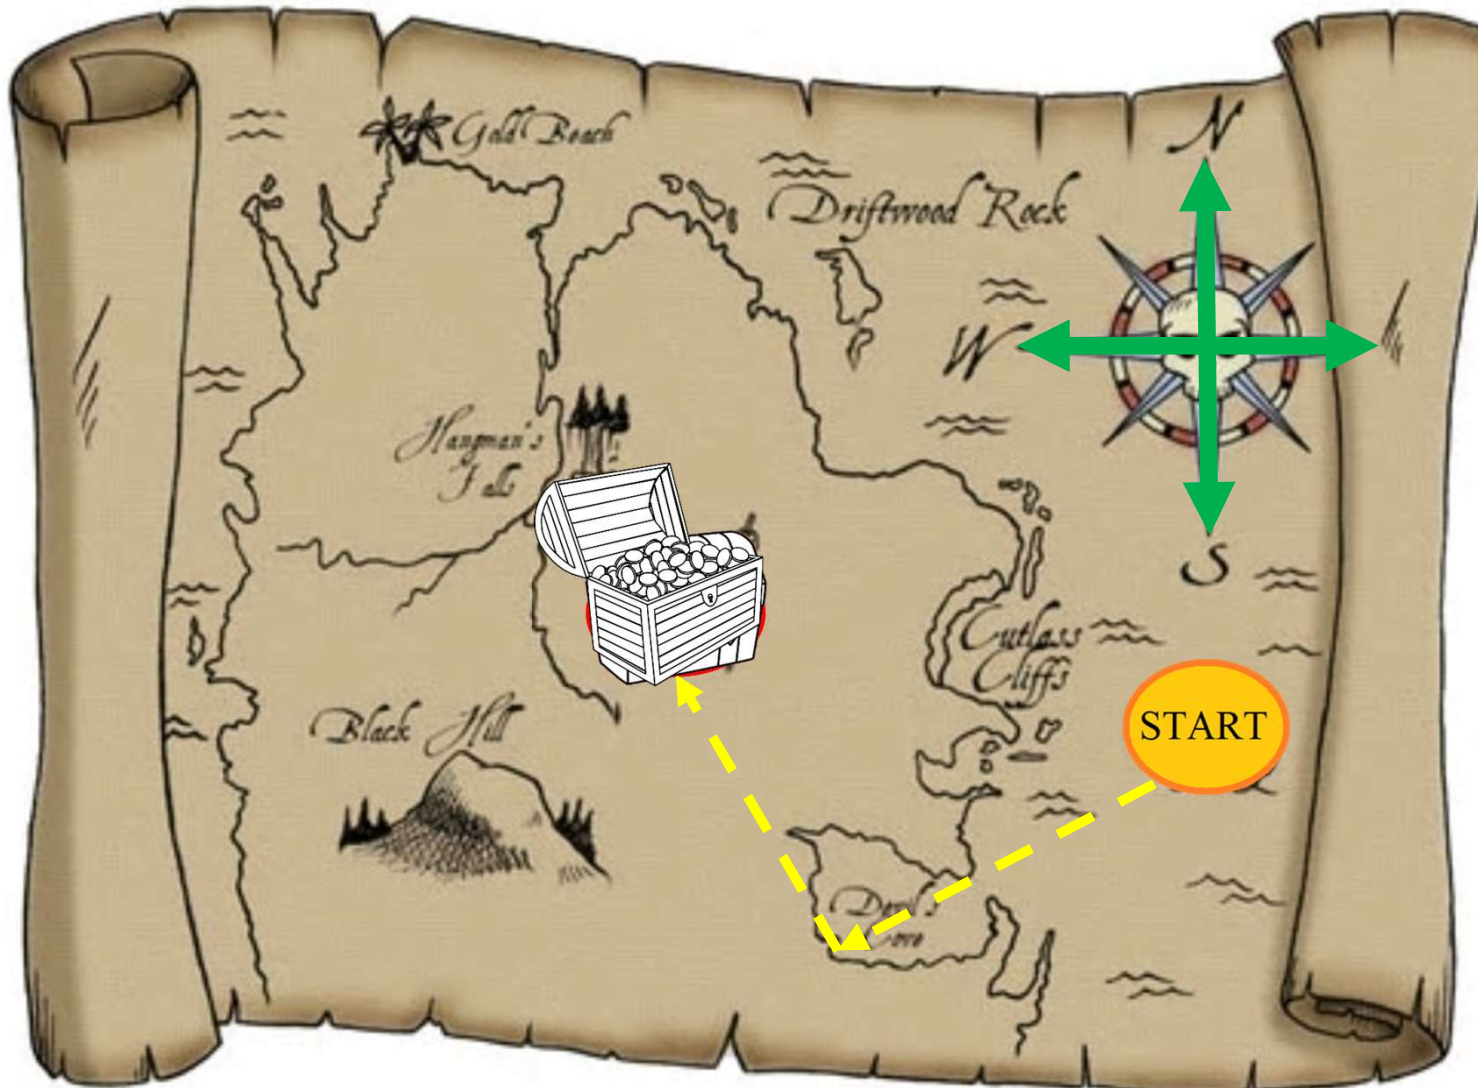 Gold Beach
N
Driftwood Rock
W
Hangman's
Falls
S
Cutlass
Cliffs
START
Black Hill
Devil's
Cove